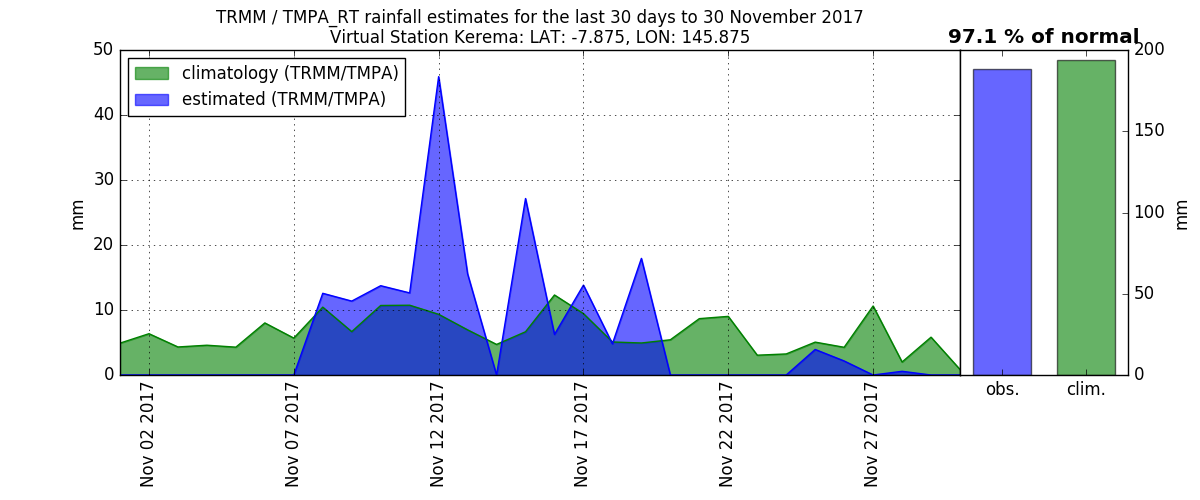 TRMM / TMPA_RT rainfall estimates for the last 30 days to 30 November 2017
Virtual Station Kerema: LAT: -7.875, LON: 145.875
97.1 % of normal
climatology (TRMM/TMPA)
estimated (TRMM/TMPA)
50
40
30
20
10
0
mm
Nov 02 2017
Nov 07 2017
Nov 12 2017
Nov 17 2017
Nov 22 2017
Nov 27 2017
200
150
100
50
0
mm
obs.
clim.